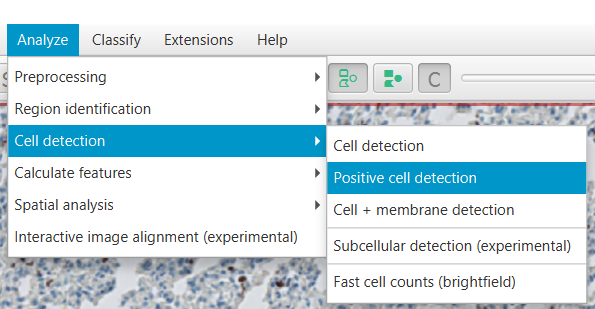 Analyze Classify Extensions Help
C
Preprocessing
Region identification
Cell detection
Calculate features
Spatial analysis
Interactive image alignment (experimental)
Cell detection
Positive cell detection
Cell + membrane detection
Subcellular detection (experimental)
Fast cell counts (brightfield)